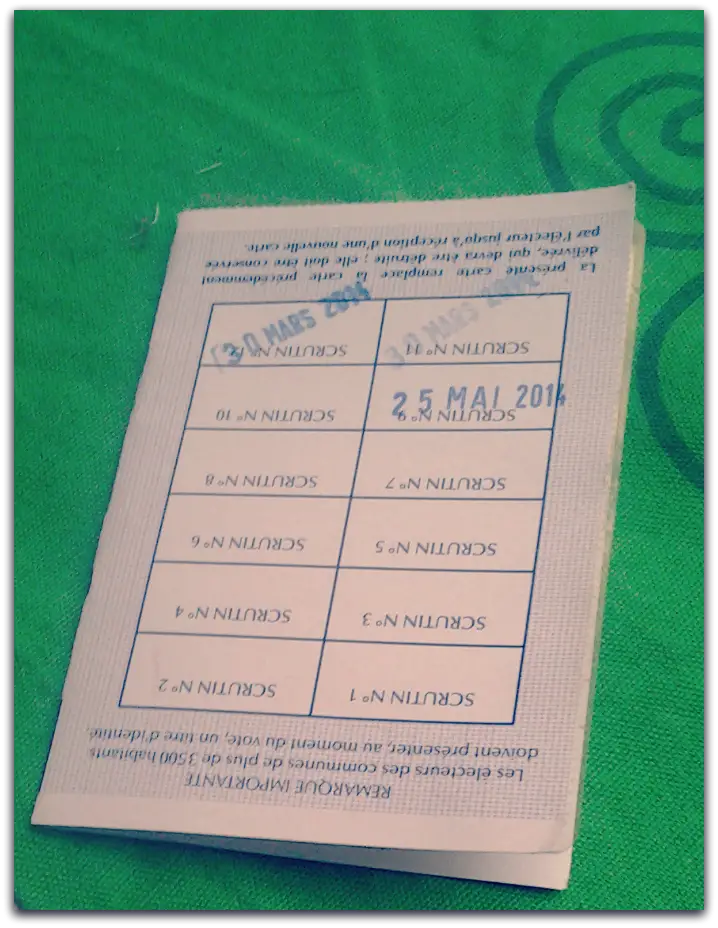 REMARQUE IMPORTANTE
Les électeurs des communes de plus de 3500 habitants
doivent présenter, au moment du vote, un titre d'identité.
SCRUTIN N° 1 SCRUTIN N° 2
SCRUTIN N° 3 SCRUTIN N° 4
SCRUTIN N° 5 SCRUTIN N° 6
SCRUTIN N° 7 SCRUTIN N° 8
SCRUTIN N° 9 SCRUTIN N° 10
25 MAI 2014
SCRUTIN N° 11 SCRUTIN N° 12
30 MARS 30 MARS 2014
La présente carte remplace la carte précédemment
délivrée, qui devra être détruite ; elle doit être conservée
par l'électeur jusqu'à réception d'une nouvelle carte.